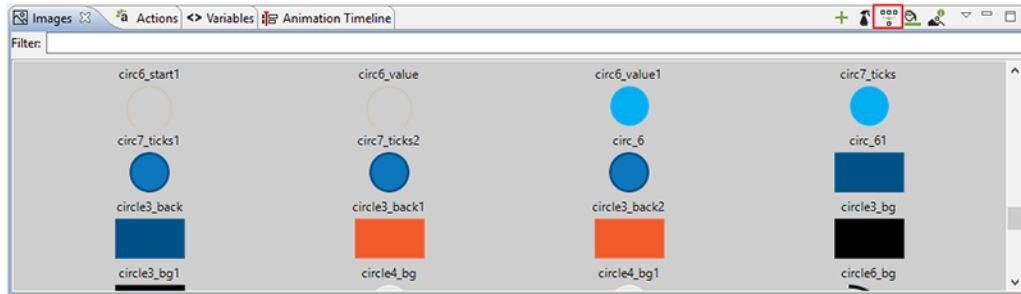 Images Actions Variables Animation Timeline
Filter:
circ6_start1 circ6_value circ6_value1 circ7_ticks
circ7_ticks1 circ7_ticks2 circ_6 circ_61
circle3_back circle3_back1 circle3_back2 circle3_bg
circle3_bg1 circle4_bg circle4_bg1 circle6_bg